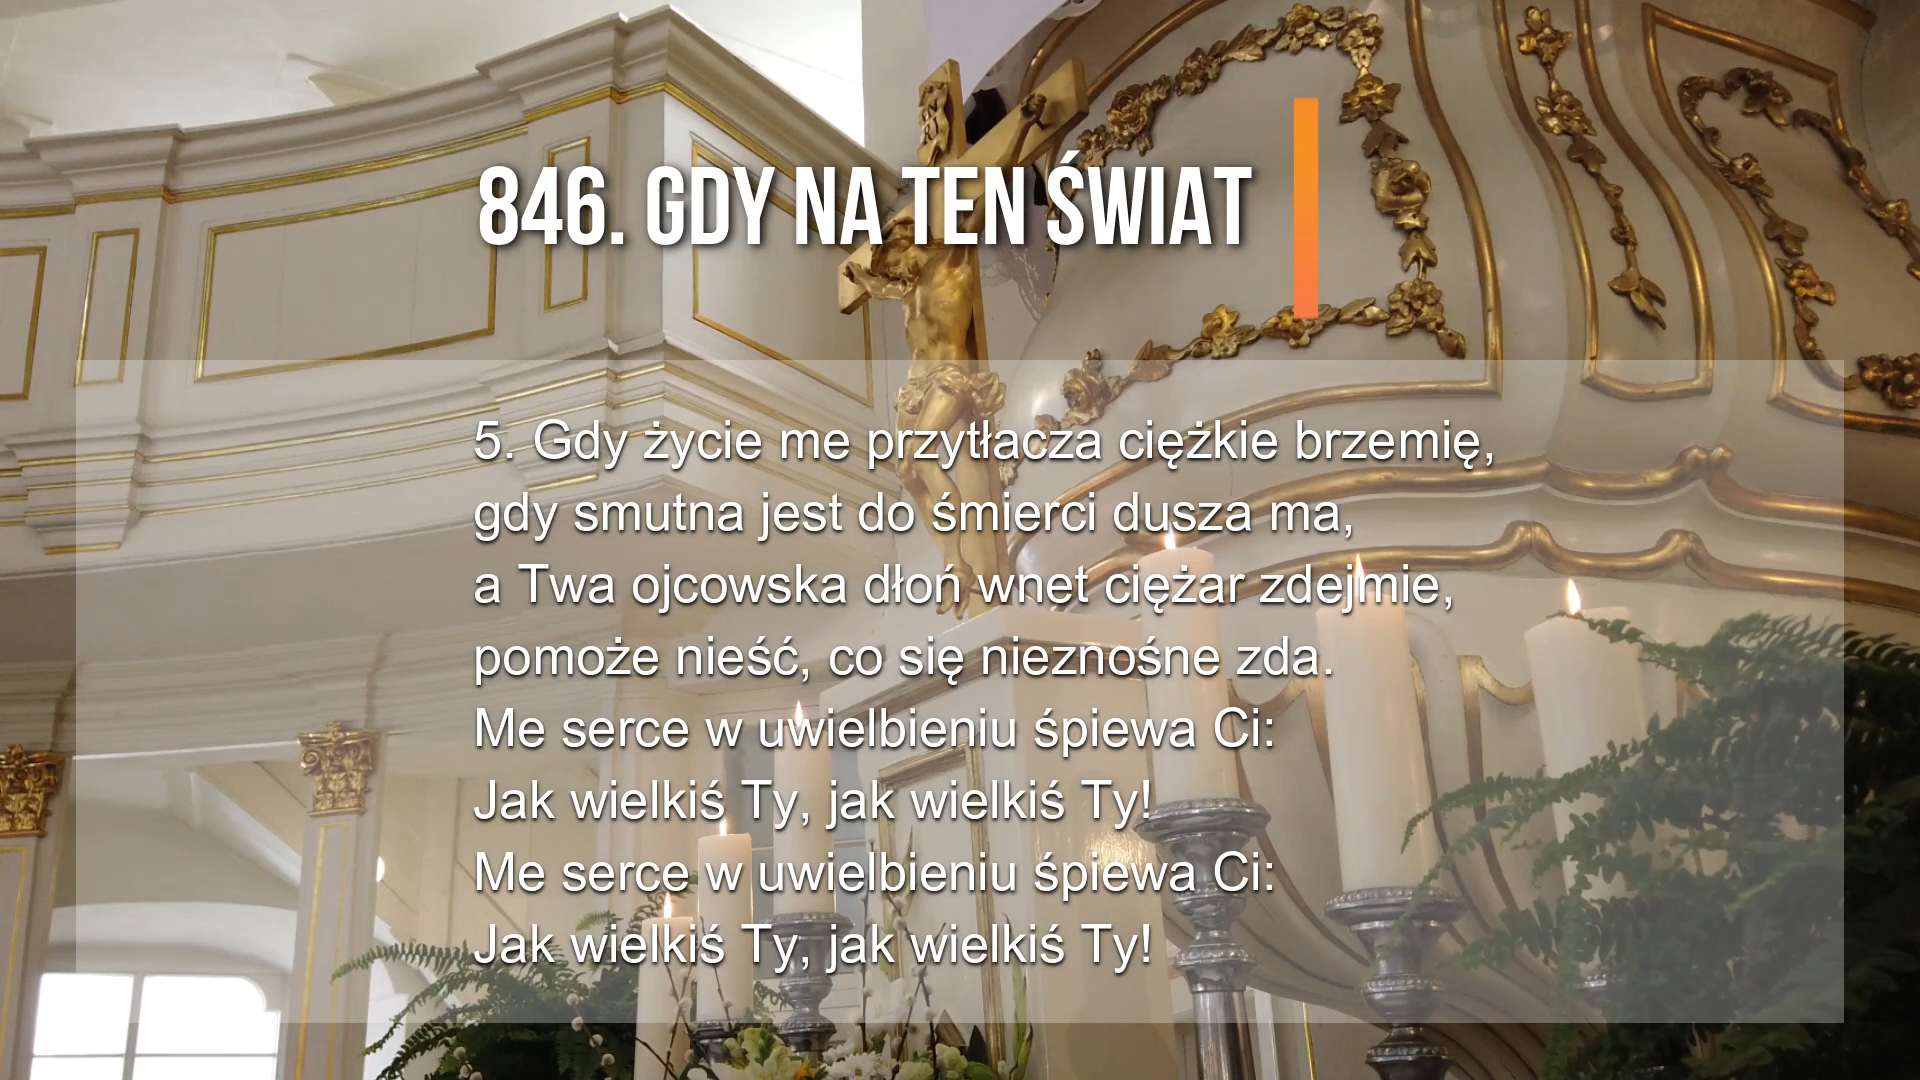 846. GDY NA TEN ŚWIAT
5. Gdy życie me przytłacza ciężkie brzemię,
gdy smutna jest do śmierci dusza ma,
a Twa ojcowska dłoń wnet ciężar zdejmie,
pomoże nieść, co się nieznośne zda.
Me serce w uwielbieniu śpiewa Ci:
Jak wielkiś Ty, jak wielkiś Ty!
Me serce w uwielbieniu śpiewa Ci:
Jak wielkiś Ty, jak wielkiś Ty!